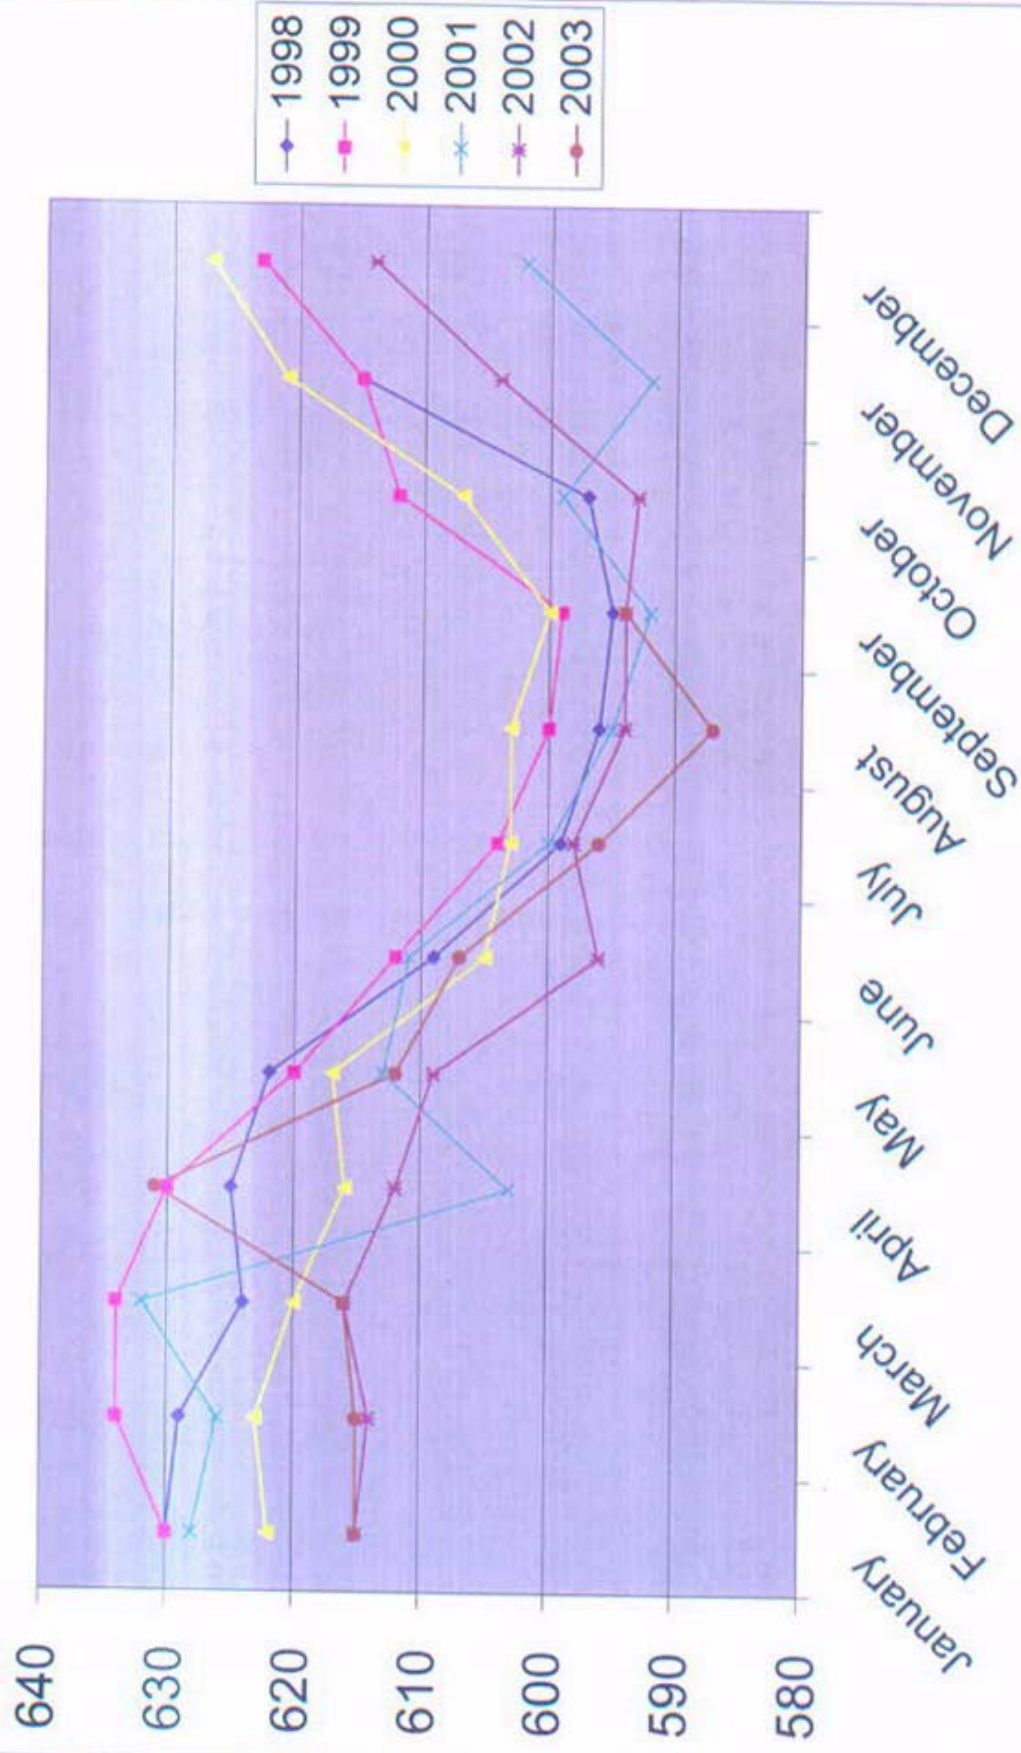 640
630
620
610
600
590
580
January
February
March
April
May
June
July
August
September
October
November
December
1998
1999
2000
2001
2002
2003